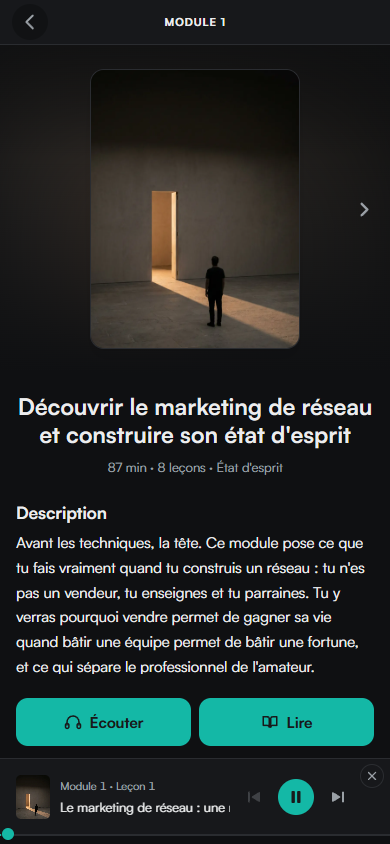 MODULE 1
Découvrir le marketing de réseau
et construire son état d'esprit
87 min · 8 leçons · État d'esprit
Description
Avant les techniques, la tête. Ce module pose ce que
tu fais vraiment quand tu construis un réseau : tu n'es
pas un vendeur, tu enseignes et tu parraines. Tu y
verras pourquoi vendre permet de gagner sa vie
quand bâtir une équipe permet de bâtir une fortune,
et ce qui sépare le professionnel de l'amateur.
Écouter
Lire
Module 1 · Leçon 1
Le marketing de réseau : une